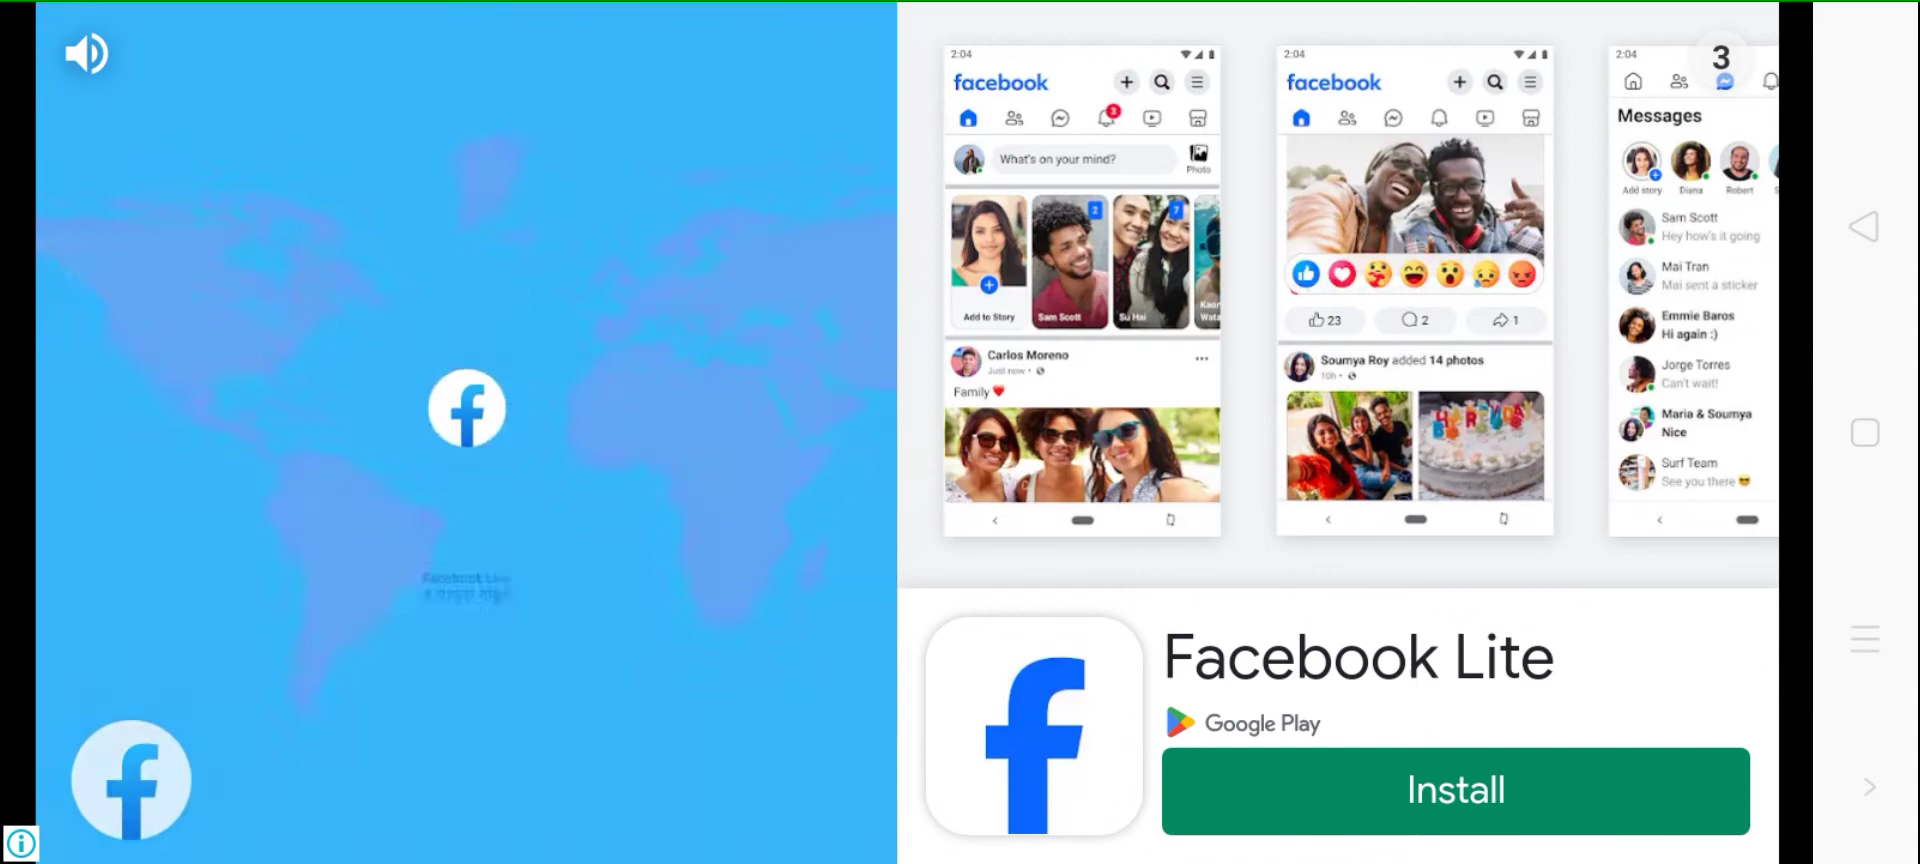 3
2:04
facebook
3
What's on your mind?
Photo
2
7
Add to Story
Sam Scott
Su Hai
Carlos Moreno
Just now
Family
2:04
facebook
23
2
1
Soumya Roy added 14 photos
10h
2:04
Messages
Add story
Diana
Robert
Sam Scott
Hey how's it going
Mai Tran
Mai sent a sticker
Emmie Baros
Hi again :)
Jorge Torres
Can't wait!
Maria & Soumya
Nice
Surf Team
See you there
Facebook Lite
Google Play
Install